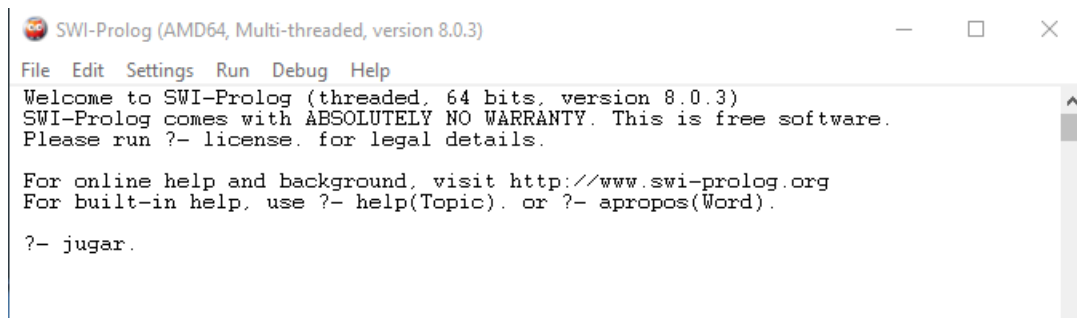 SWI-Prolog (AMD64, Multi-threaded, version 8.0.3)
File Edit Settings Run Debug Help
Welcome to SWI-Prolog (threaded, 64 bits, version 8.0.3)
SWI-Prolog comes with ABSOLUTELY NO WARRANTY. This is free software.
Please run ?- license. for legal details.
For online help and background, visit http://www.swi-prolog.org
For built-in help, use ?- help(Topic). or ?- apropos(Word).
?- jugar.